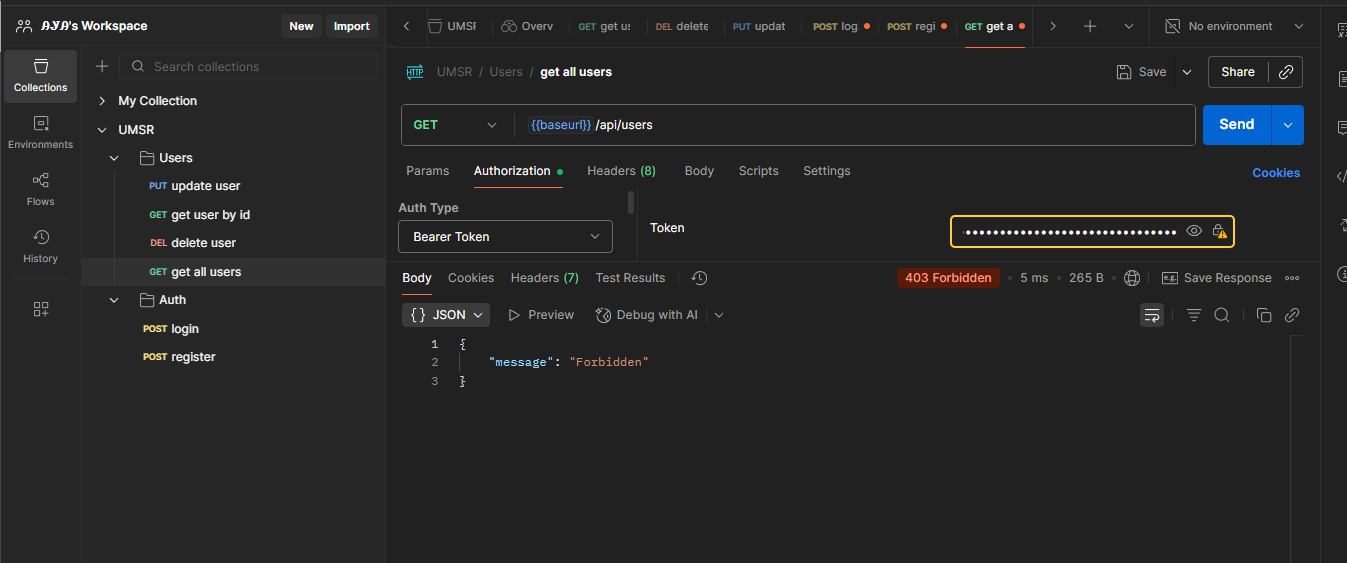 ᎯᎽᎯ's Workspace
New
Import
UMSR
Overv
GET get us
DEL delete
PUT updat
POST log
POST regi
GET get a
No environment
Collections
Environments
Flows
History
Search collections
My Collection
UMSR
Users
PUT update user
GET get user by id
DEL delete user
GET get all users
Auth
POST login
POST register
HTTP UMSR / Users / get all users
Save
Share
GET
{{baseurl}} /api/users
Send
Params
Authorization
Headers (8)
Body
Scripts
Settings
Cookies
Auth Type
Bearer Token
Token
Body
Cookies
Headers (7)
Test Results
403 Forbidden • 5 ms • 265 B
e.g. Save Response
{} JSON
Preview
Debug with AI
1 {
2 "message": "Forbidden"
3 }